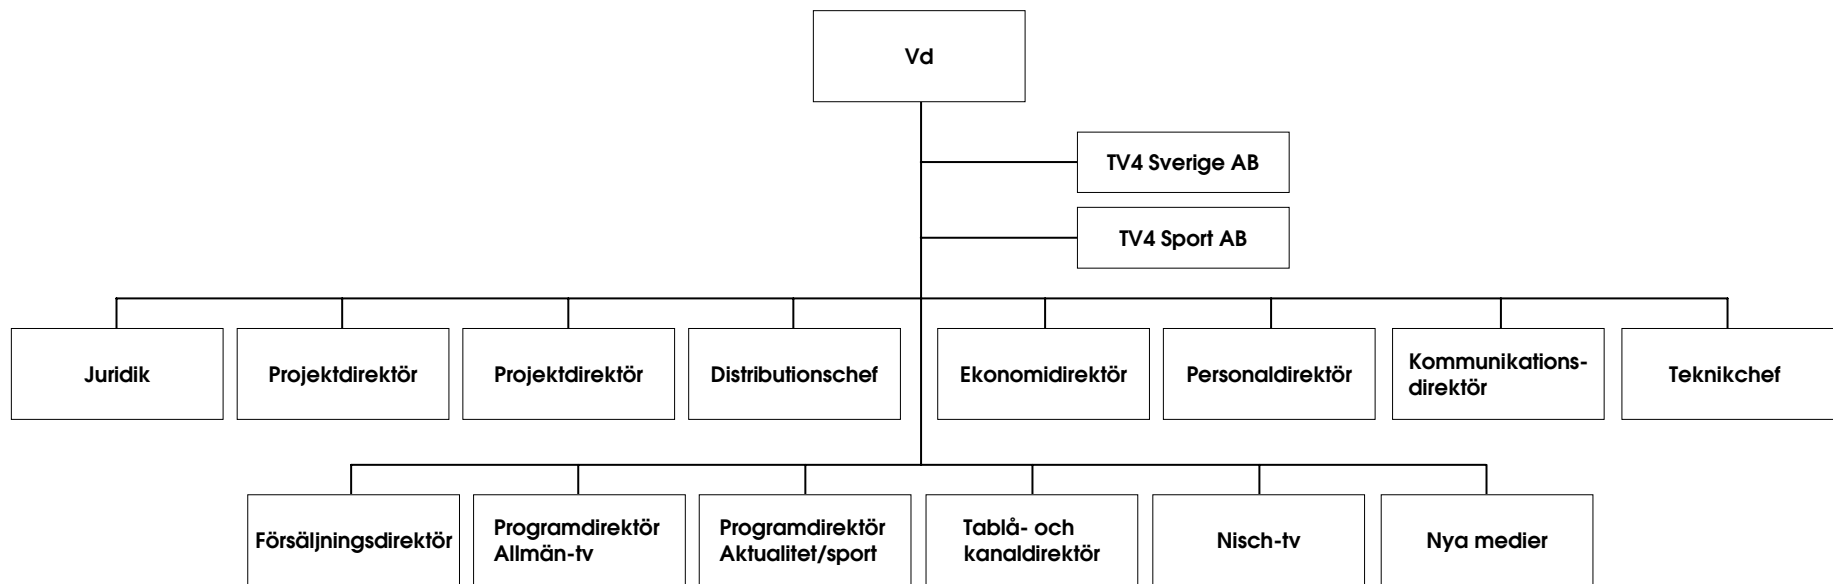 Vd
TV4 Sverige AB
TV4 Sport AB
Juridik
Projektdirektör
Projektdirektör
Distributionschef
Ekonomidirektör
Personaldirektör
Kommunikations-
direktör
Teknikchef
Försäljningsdirektör
Programdirektör
Allmän-tv
Programdirektör
Aktualitet/sport
Tablå- och
kanaldirektör
Nisch-tv
Nya medier